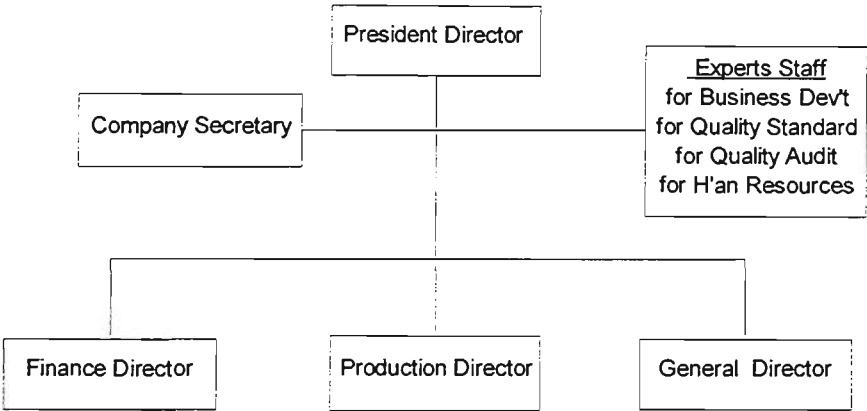 President Director
Experts Staff
for Business Dev't
for Quality Standard
for Quality Audit
for H'an Resources
Company Secretary
Finance Director
Production Director
General Director